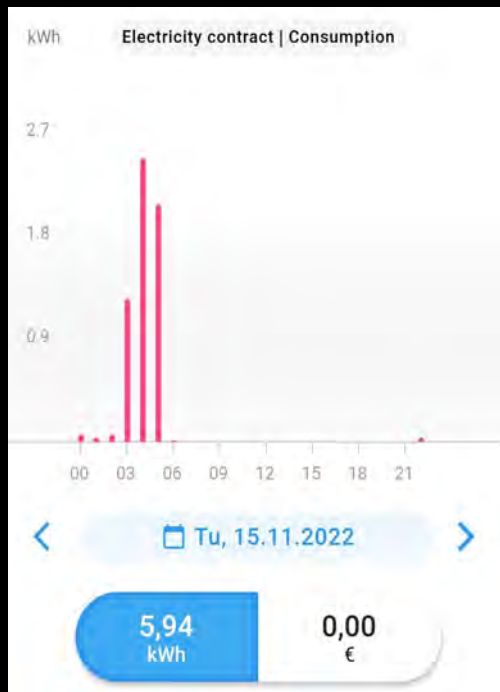 kWh Electricity contract | Consumption
2.7
1.8
0.9
00 03 06 09 12 15 18 21
Tu, 15.11.2022
5,94 0,00
kWh €